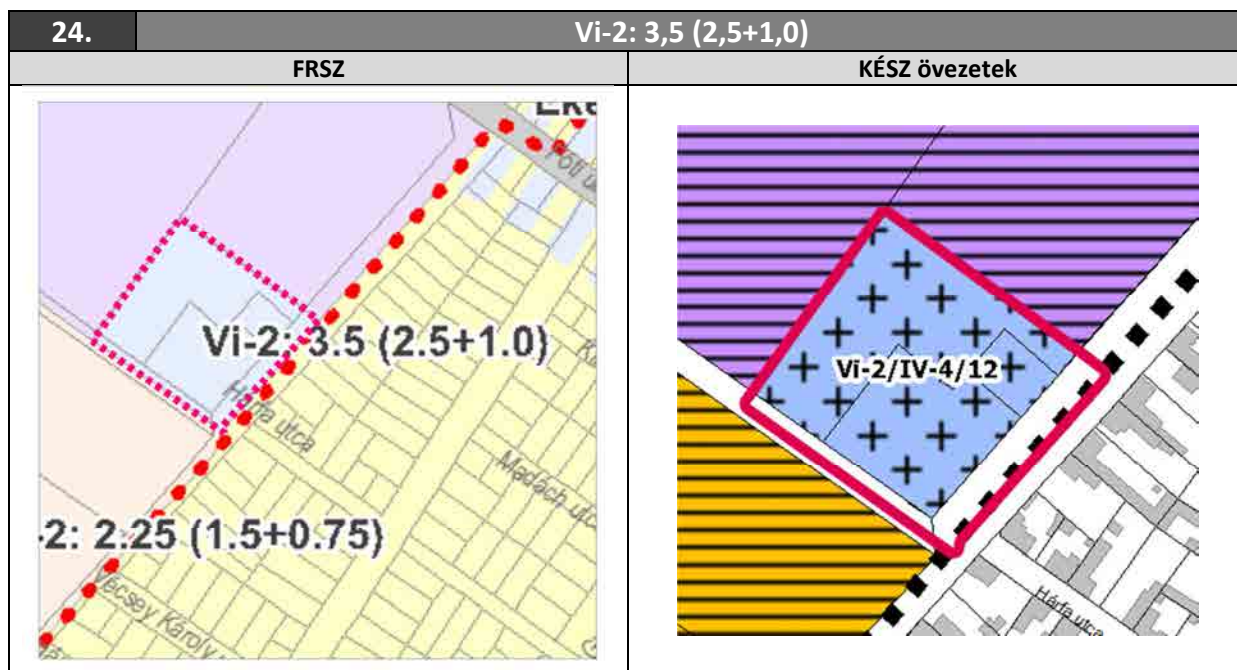 24.
Vi-2: 3,5 (2,5+1,0)
FRSZ
KÉSZ övezetek
Fóti
Vi-2: 3.5 (2.5+1.0)
Hárfa utca
Madách
-2: 2.25 (1.5+0.75)
Vécsey Károly
Vi-2/IV-4/12
Hárfa utca